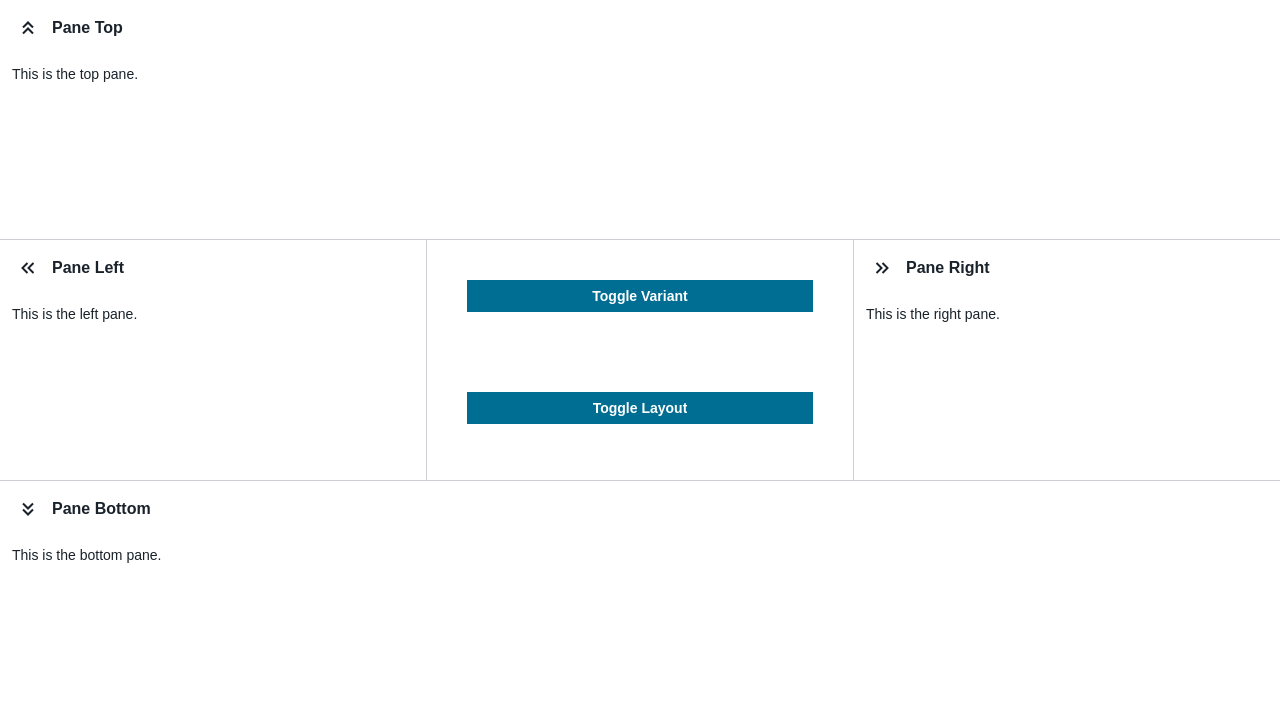 Pane Top
This is the top pane.
Pane Left
This is the left pane.
Toggle Variant
Toggle Layout
Pane Right
This is the right pane.
Pane Bottom
This is the bottom pane.